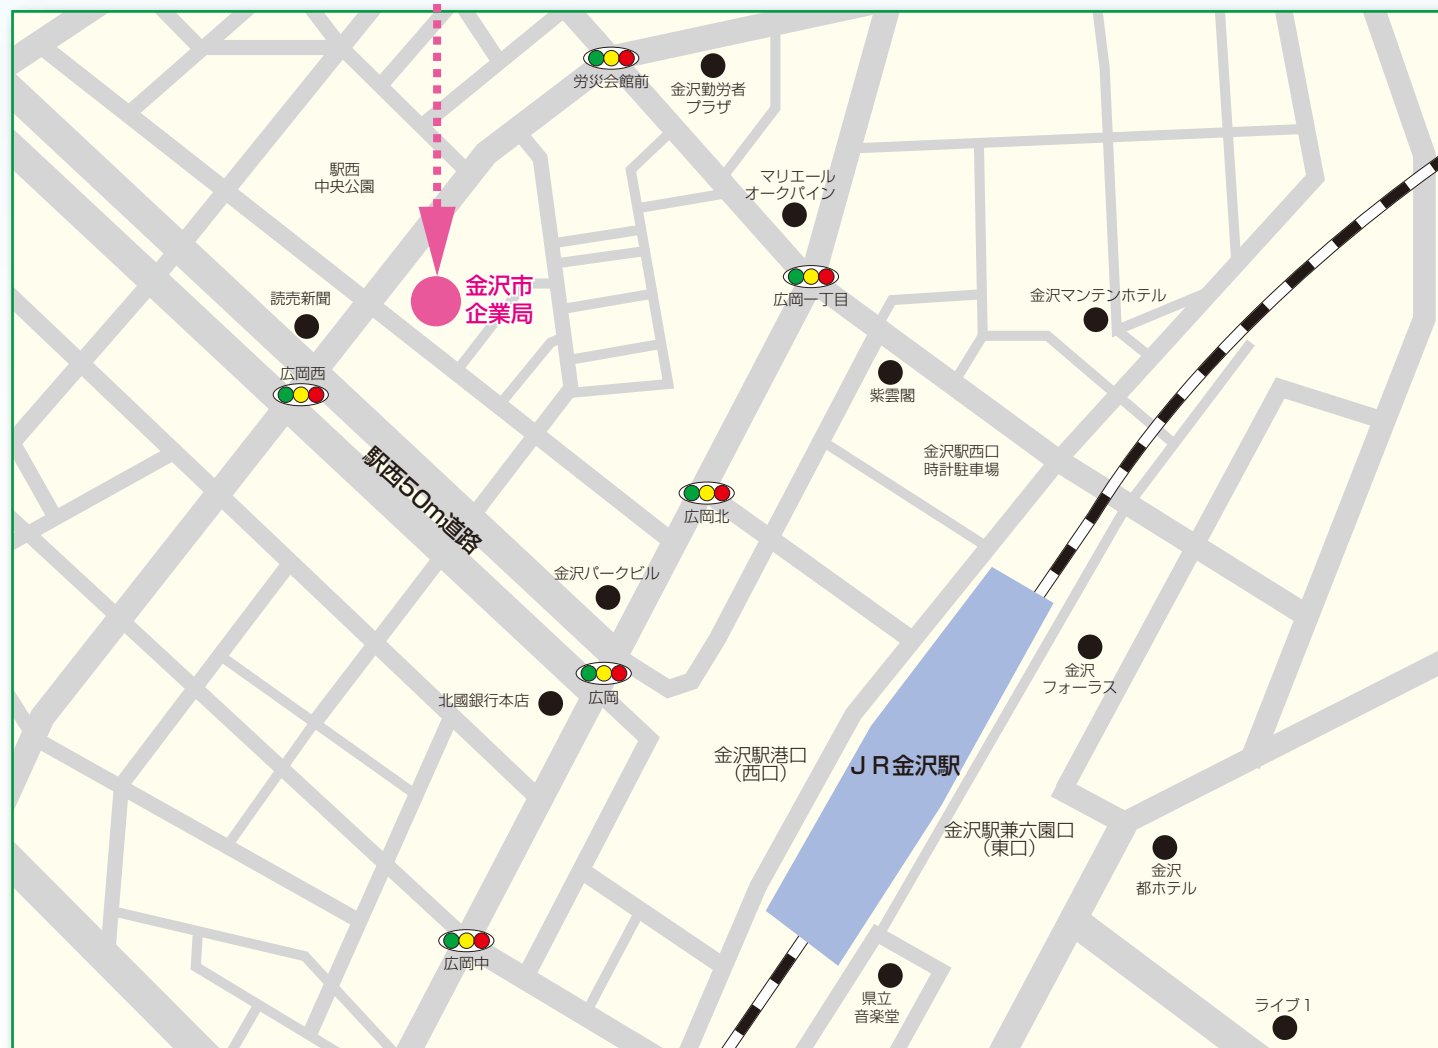 労災会館前
金沢勤労者
プラザ
駅西
中央公園
マリエール
オークパイン
金沢市
企業局
読売新聞
広岡一丁目
金沢マンテンホテル
広岡西
紫雲閣
駅西50m道路
金沢駅西口
時計駐車場
広岡北
金沢パークビル
金沢
フォーラス
北國銀行本店
広岡
金沢駅港口
（西口）
JR金沢駅
金沢駅兼六園口
（東口）
金沢
都ホテル
広岡中
県立
音楽堂
ライブ1